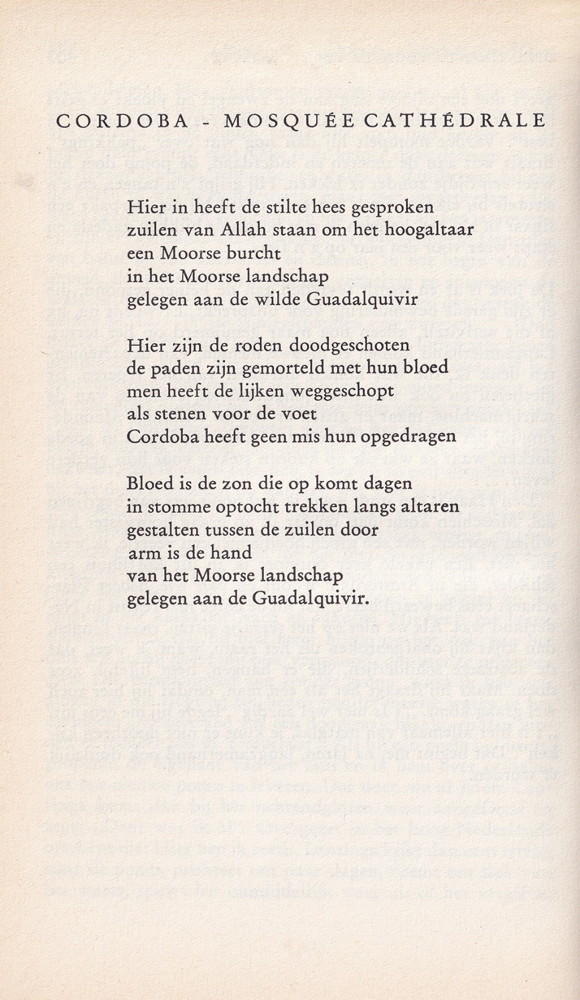 CORDOBA - MOSQUÉE CATHÉDRALE
Hier in heeft de stilte hees gesproken
zuilen van Allah staan om het hoogaltaar
een Moorse burcht
in het Moorse landschap
gelegen aan de wilde Guadalquivir
Hier zijn de roden doodgeschoten
de paden zijn gemorteld met hun bloed
men heeft de lijken weggeschopt
als stenen voor de voet
Cordoba heeft geen mis hun opgedragen
Bloed is de zon die op komt dagen
in stomme optocht trekken langs altaren
gestalten tussen de zuilen door
arm is de hand
van het Moorse landschap
gelegen aan de Guadalquivir.